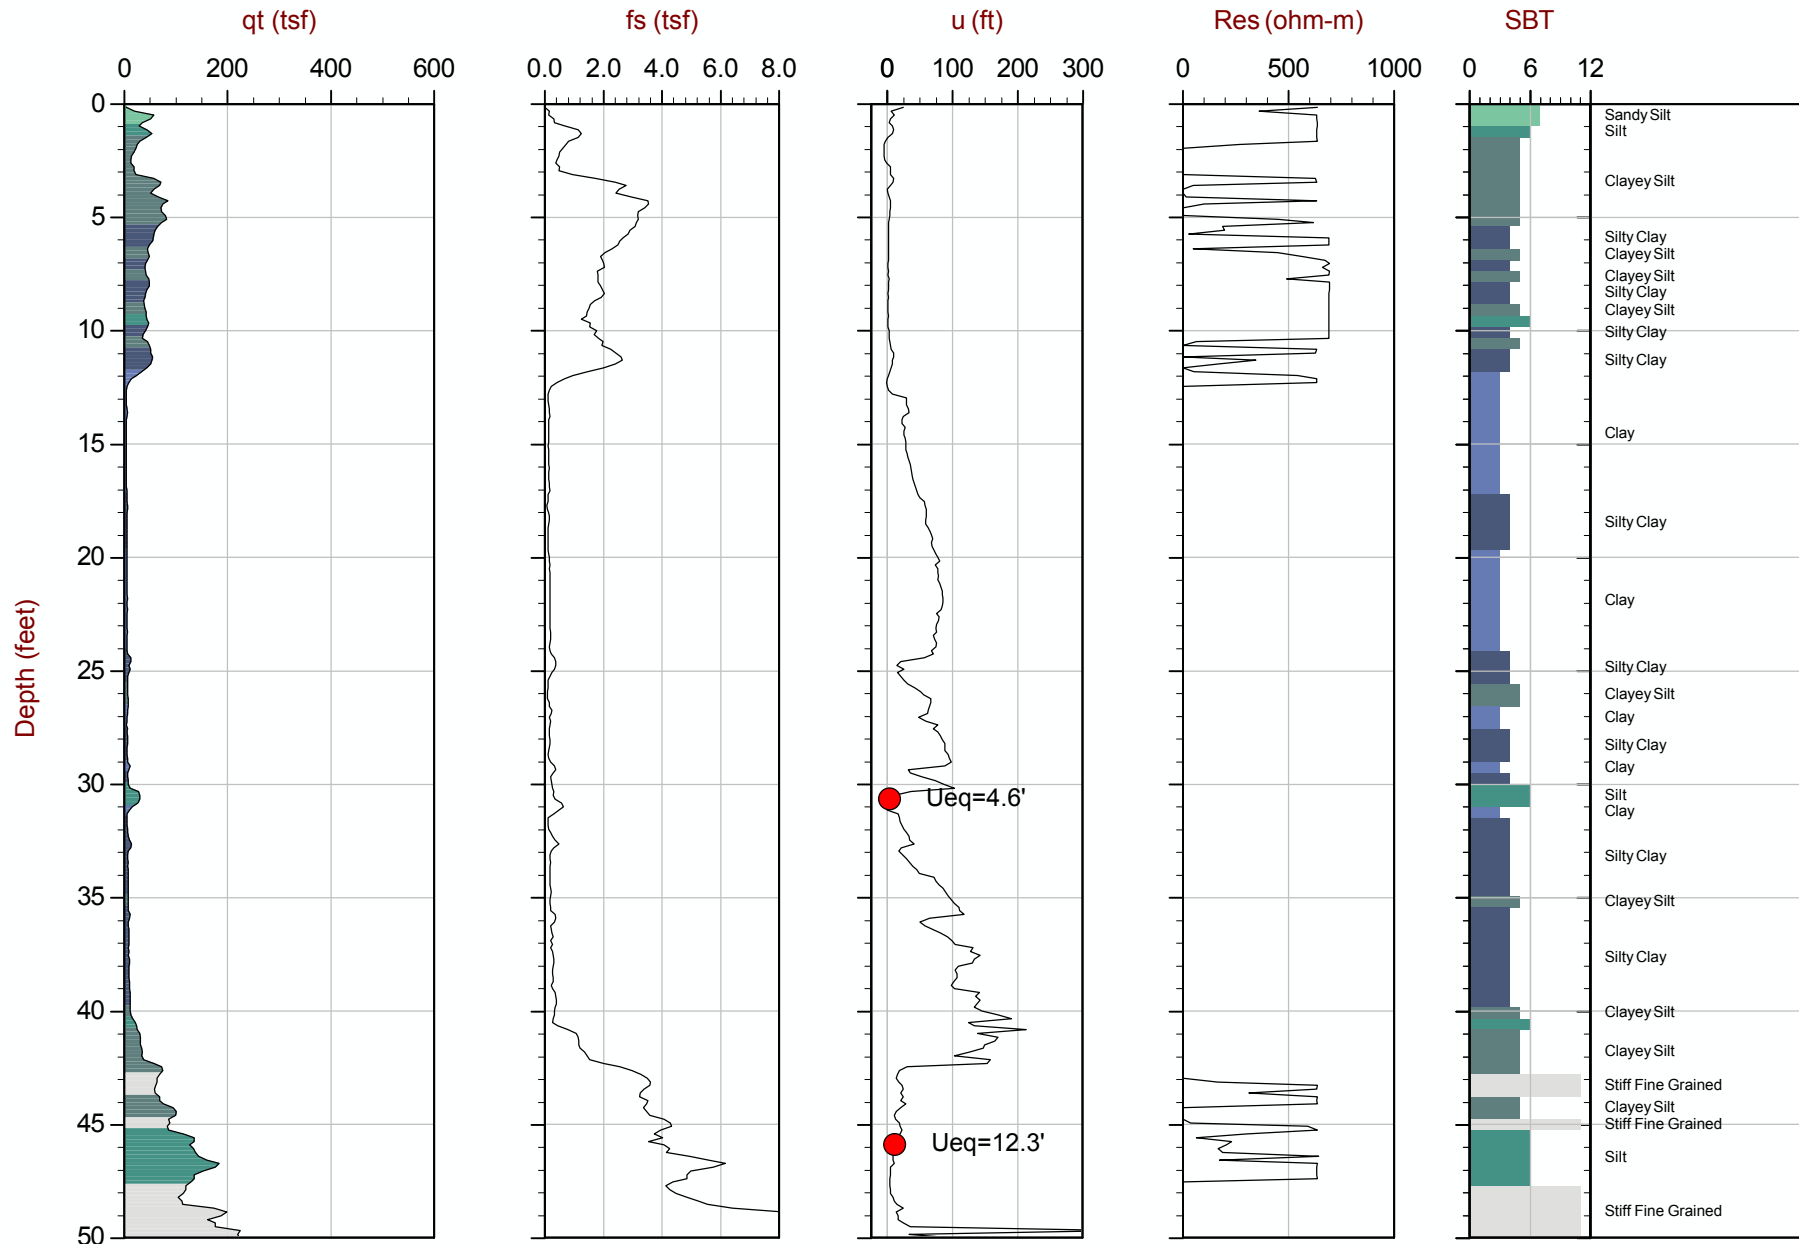 qt (tsf) fs (tsf) u (ft) Res (ohm-m) SBT
0 200 400 600 0.0 2.0 4.0 6.0 8.0 0 100 200 300 0 500 1000 0 6 12
0
Sandy Silt
Silt
Clayey Silt
5
Silty Clay
Clayey Silt
Clayey Silt
Silty Clay
Clayey Silt
10
Silty Clay
Silty Clay
Clay
15
Silty Clay
20
Clay
Depth (feet)
Silty Clay
25
Clayey Silt
Clay
Silty Clay
Clay
30
Silt
Ueq=4.6'
Clay
Silty Clay
35
Clayey Silt
Silty Clay
40
Clayey Silt
Clayey Silt
Stiff Fine Grained
Clayey Silt
45
Stiff Fine Grained
Ueq=12.3'
Silt
Stiff Fine Grained
50